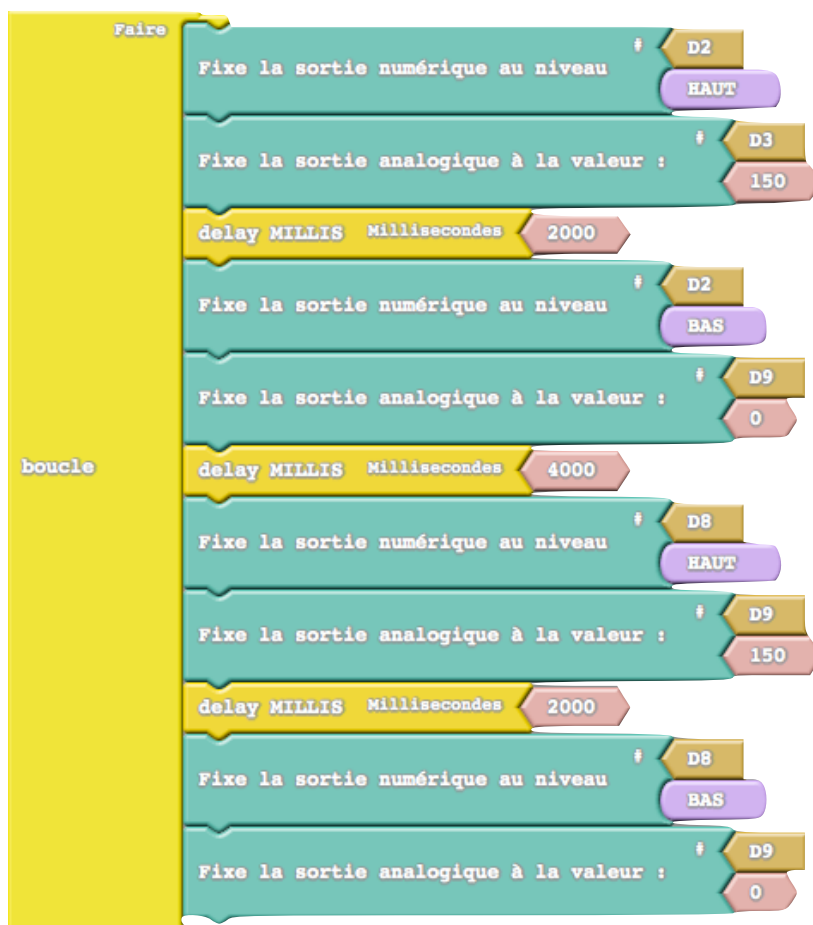 Faire
# D2
Fixe la sortie numérique au niveau
HAUT
# D3
Fixe la sortie analogique à la valeur :
150
delay MILLIS Millisecondes 2000
# D2
Fixe la sortie numérique au niveau
BAS
# D9
Fixe la sortie analogique à la valeur :
0
boucle
delay MILLIS Millisecondes 4000
# D8
Fixe la sortie numérique au niveau
HAUT
# D9
Fixe la sortie analogique à la valeur :
150
delay MILLIS Millisecondes 2000
# D8
Fixe la sortie numérique au niveau
BAS
# D9
Fixe la sortie analogique à la valeur :
0